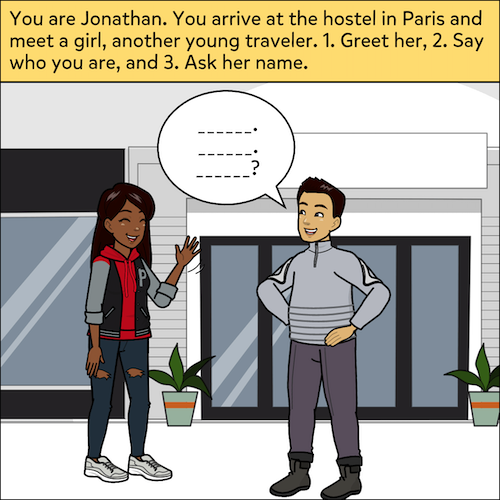 You are Jonathan. You arrive at the hostel in Paris and
meet a girl, another young traveler. 1. Greet her, 2. Say
who you are, and 3. Ask her name.
______.
______.
______?
P